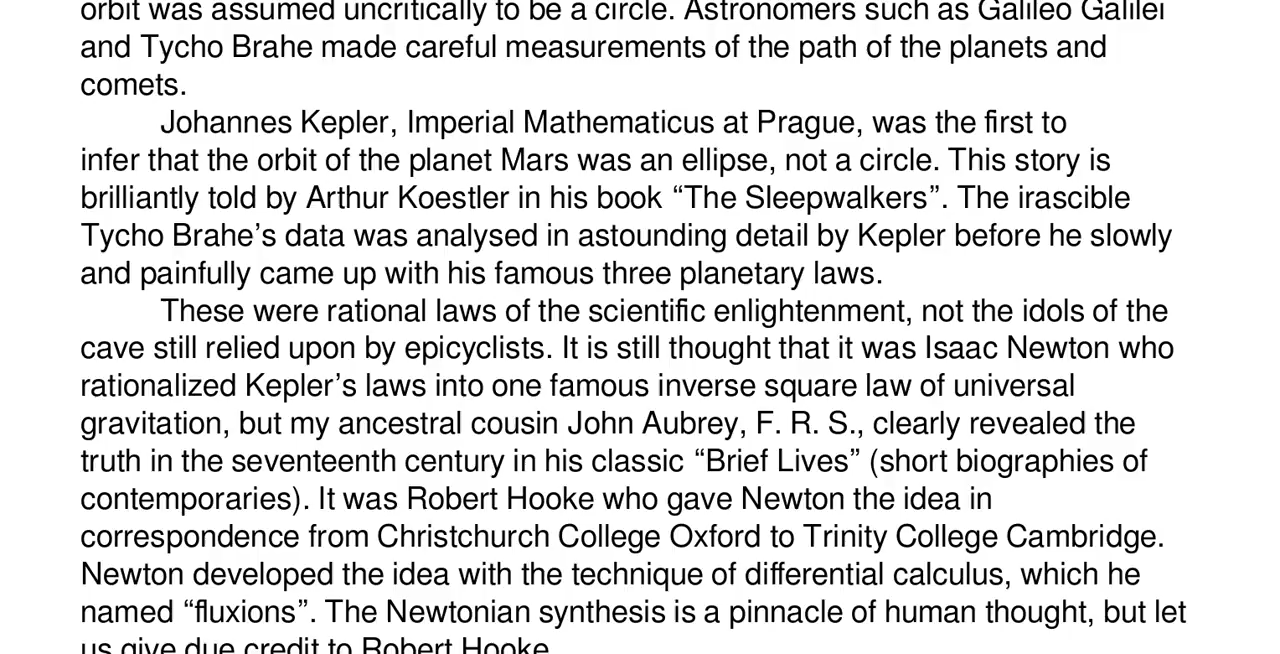 orbit was assumed uncritically to be a circle. Astronomers such as Galileo Galilei
and Tycho Brahe made careful measurements of the path of the planets and
comets.
Johannes Kepler, Imperial Mathematicus at Prague, was the first to
infer that the orbit of the planet Mars was an ellipse, not a circle. This story is
brilliantly told by Arthur Koestler in his book “The Sleepwalkers”. The irascible
Tycho Brahe’s data was analysed in astounding detail by Kepler before he slowly
and painfully came up with his famous three planetary laws.
These were rational laws of the scientific enlightenment, not the idols of the
cave still relied upon by epicyclists. It is still thought that it was Isaac Newton who
rationalized Kepler’s laws into one famous inverse square law of universal
gravitation, but my ancestral cousin John Aubrey, F. R. S., clearly revealed the
truth in the seventeenth century in his classic “Brief Lives” (short biographies of
contemporaries). It was Robert Hooke who gave Newton the idea in
correspondence from Christchurch College Oxford to Trinity College Cambridge.
Newton developed the idea with the technique of differential calculus, which he
named “fluxions”. The Newtonian synthesis is a pinnacle of human thought, but let
us give due credit to Robert Hooke.